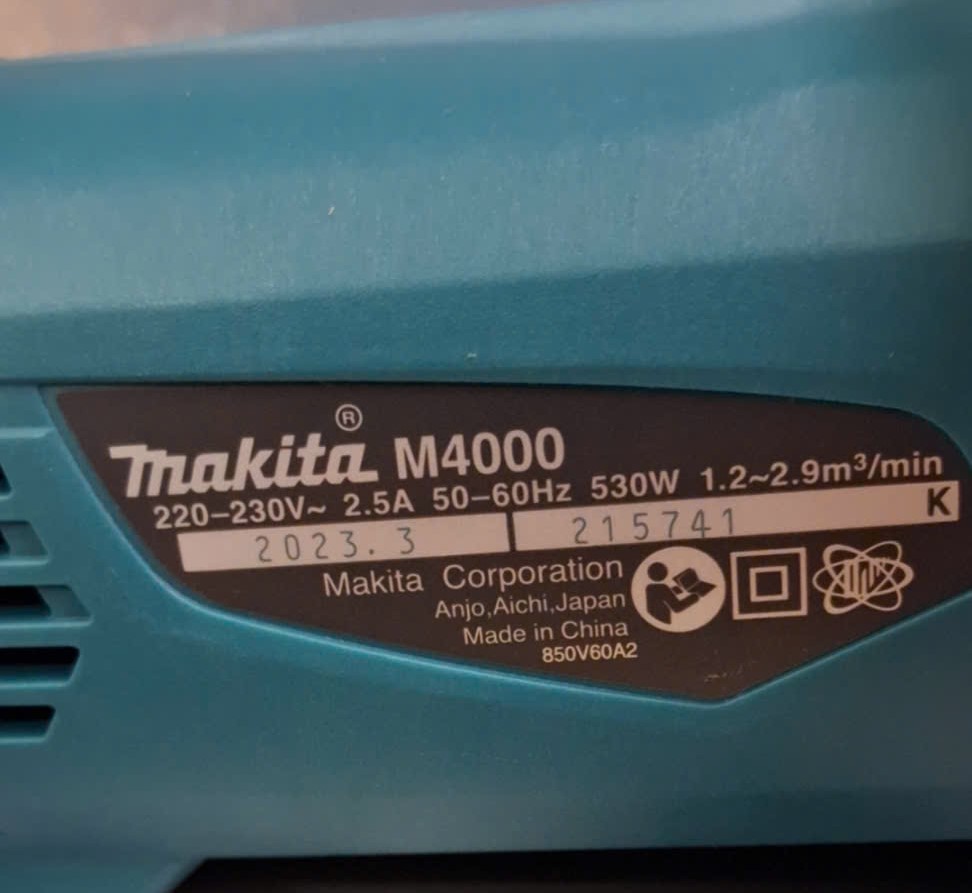 makita® M4000
220–230V~ 2.5A 50–60Hz 530W 1.2~2.9m³/min
2023.3 215741 K
Makita Corporation
Anjo,Aichi,Japan
Made in China
850V60A2